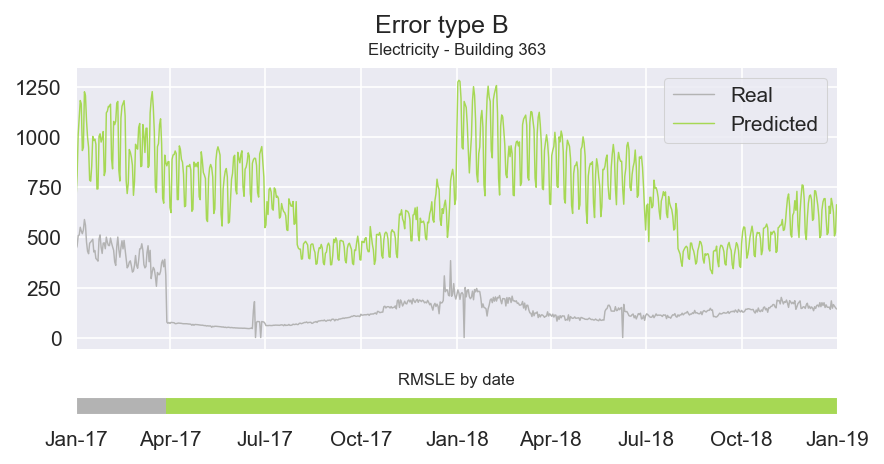 Error type B
Electricity - Building 363
1250
1000
750
500
250
0
Real
Predicted
RMSLE by date
Jan-17 Apr-17 Jul-17 Oct-17 Jan-18 Apr-18 Jul-18 Oct-18 Jan-19